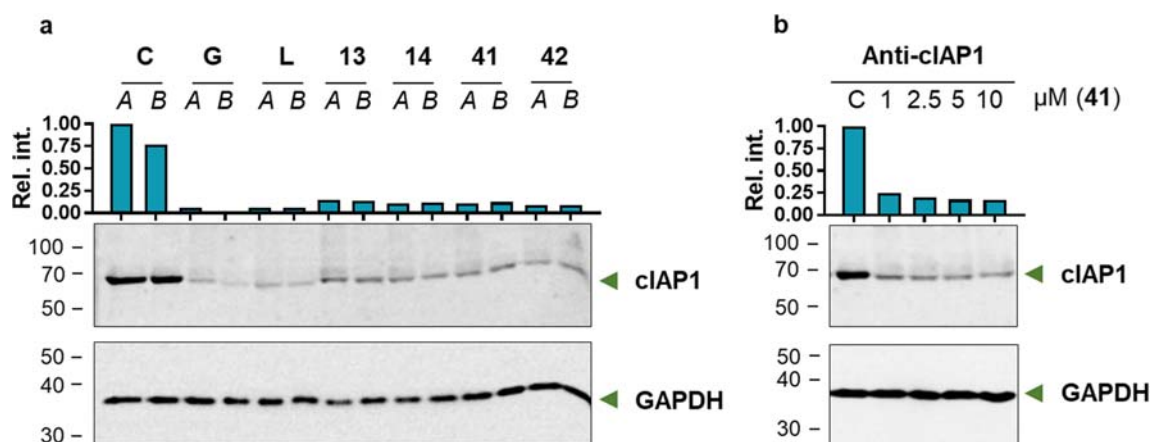 a
C G L 13 14 41 42
A B A B A B A B A B A B A B
Rel. int.
1.00
0.75
0.50
0.25
0.00
100 –
70 –
50 –
cIAP1
50 –
40 –
30 –
GAPDH
b
Anti-cIAP1
C 1 2.5 5 10 µM (41)
Rel. int.
1.00
0.75
0.50
0.25
0.00
100 –
70 –
50 –
cIAP1
50 –
40 –
30 –
GAPDH